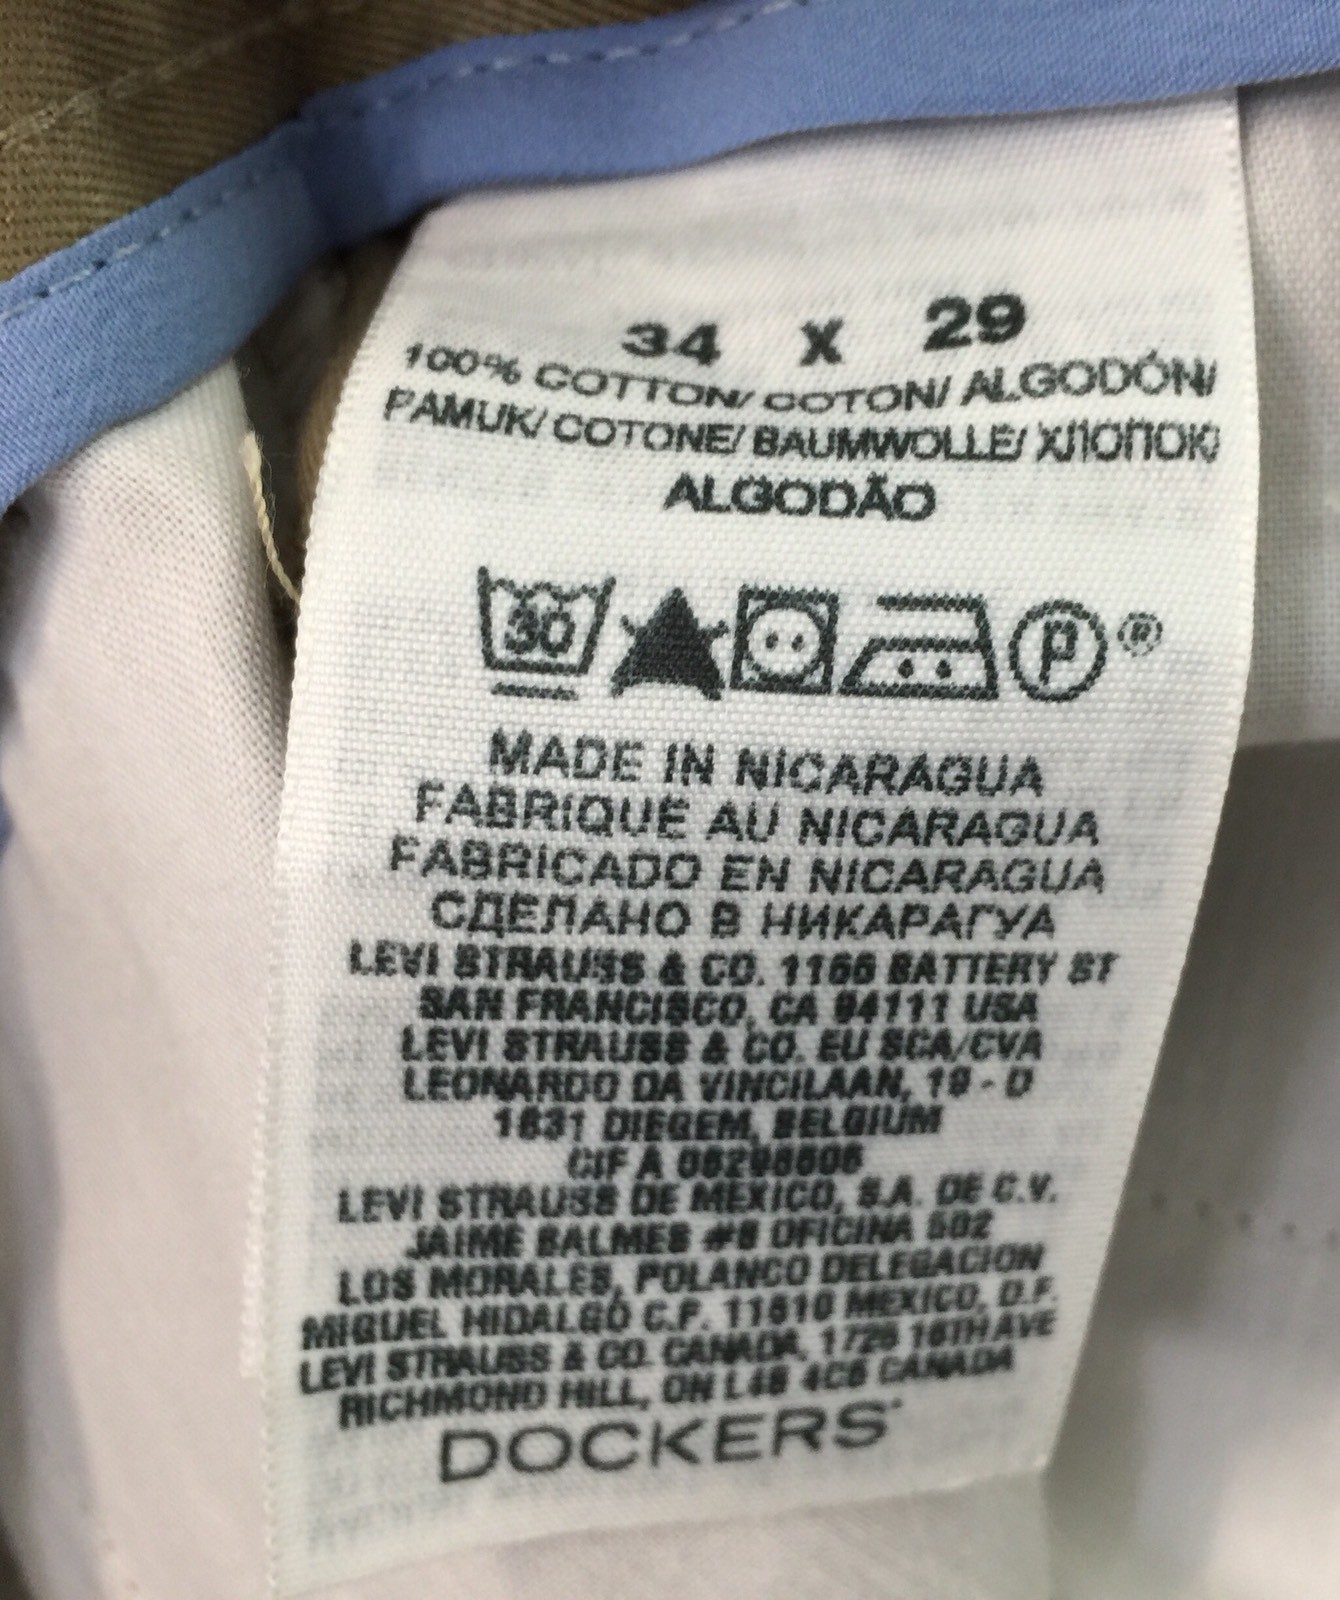 34 X 29
100% COTTON/ COTON/ ALGODÓN/
PAMUK/ COTONE/ BAUMWOLLE/ ХЛОПОК/
ALGODÃO
30 P ®
MADE IN NICARAGUA
FABRIQUÉ AU NICARAGUA
FABRICADO EN NICARAGUA
СДЕЛАНО В НИКАРАГУА
LEVI STRAUSS & CO. 1155 BATTERY ST
SAN FRANCISCO, CA 94111 USA
LEVI STRAUSS & CO. EU SCA/CVA
LEONARDO DA VINCILAAN, 19 - D
1831 DIEGEM, BELGIUM
CIF A
LEVI STRAUSS DE MEXICO, S.A. DE C.V.
JAIME BALMES #8 OFICINA 502
LOS MORALES, POLANCO DELEGACION
MIGUEL HIDALGO C.P. 11510 MEXICO, D.F.
LEVI STRAUSS & CO. CANADA, 1725 16TH AVE
RICHMOND HILL, ON L4B 4C6 CANADA
DOCKERS